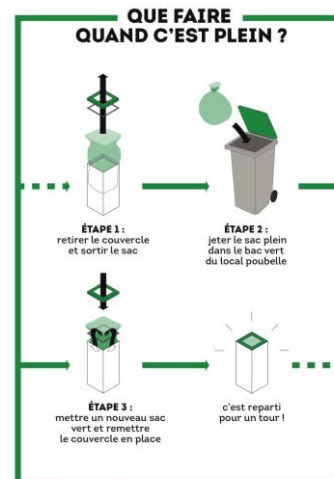 QUE FAIRE
QUAND C'EST PLEIN ?
ÉTAPE 1 :
retirer le couvercle
et sortir le sac
ÉTAPE 2 :
jeter le sac plein
dans le bac vert
du local poubelle
ÉTAPE 3 :
mettre un nouveau sac
vert et remettre
le couvercle en place
c'est reparti
pour un tour !